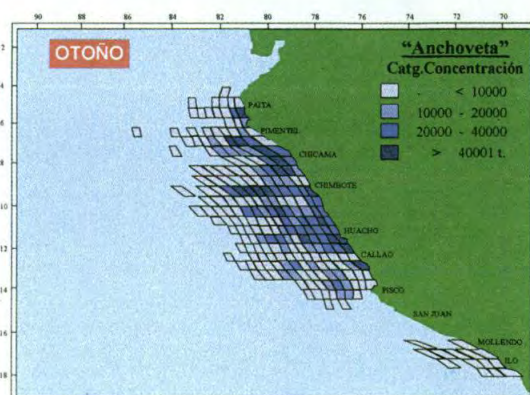 90 85 84 82 80 78 76 74 72 70
OTOÑO
"Anchoveta"
Catg.Concentración
. < 10000
10000 - 20000
20000 - 40000
> 40001 t.
2
4
6
8
10
12
14
16
18
PAITA
PIMENTEL
CHICAMA
CHIMBOTE
HUACHO
CALLAO
PISCO
SAN JUAN
MOLLENDO
ILO